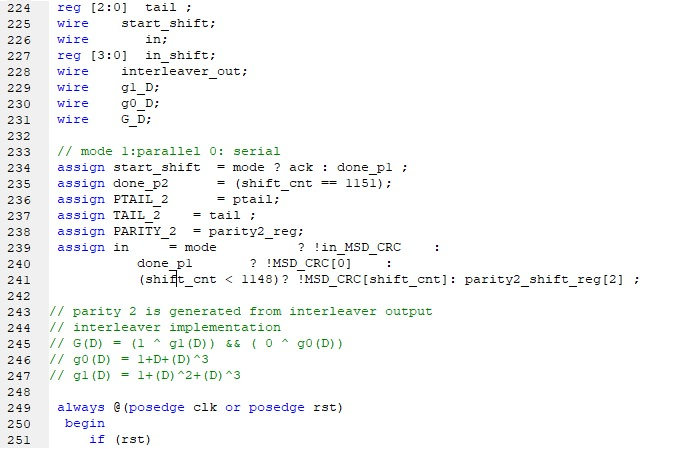 224 reg [2:0] tail ;
225 wire start_shift;
226 wire in;
227 reg [3:0] in_shift;
228 wire interleaver_out;
229 wire g1_D;
230 wire g0_D;
231 wire G_D;
232
233 // mode 1:parallel 0: serial
234 assign start_shift = mode ? ack : done_p1 ;
235 assign done_p2 = (shift_cnt == 1151);
236 assign PTAIL_2 = ptail;
237 assign TAIL_2 = tail ;
238 assign PARITY_2 = parity2_reg;
239 assign in = mode ? !in_MSD_CRC :
240 done_p1 ? !MSD_CRC[0] :
241 (shift_cnt < 1148)? !MSD_CRC[shift_cnt]: parity2_shift_reg[2] ;
242
243 // parity 2 is generated from interleaver output
244 // interleaver implementation
245 // G(D) = (1 ^ g1(D)) && ( 0 ^ g0(D))
246 // g0(D) = 1+D+(D)^3
247 // g1(D) = 1+(D)^2+(D)^3
248
249 always @(posedge clk or posedge rst)
250 begin
251 if (rst)